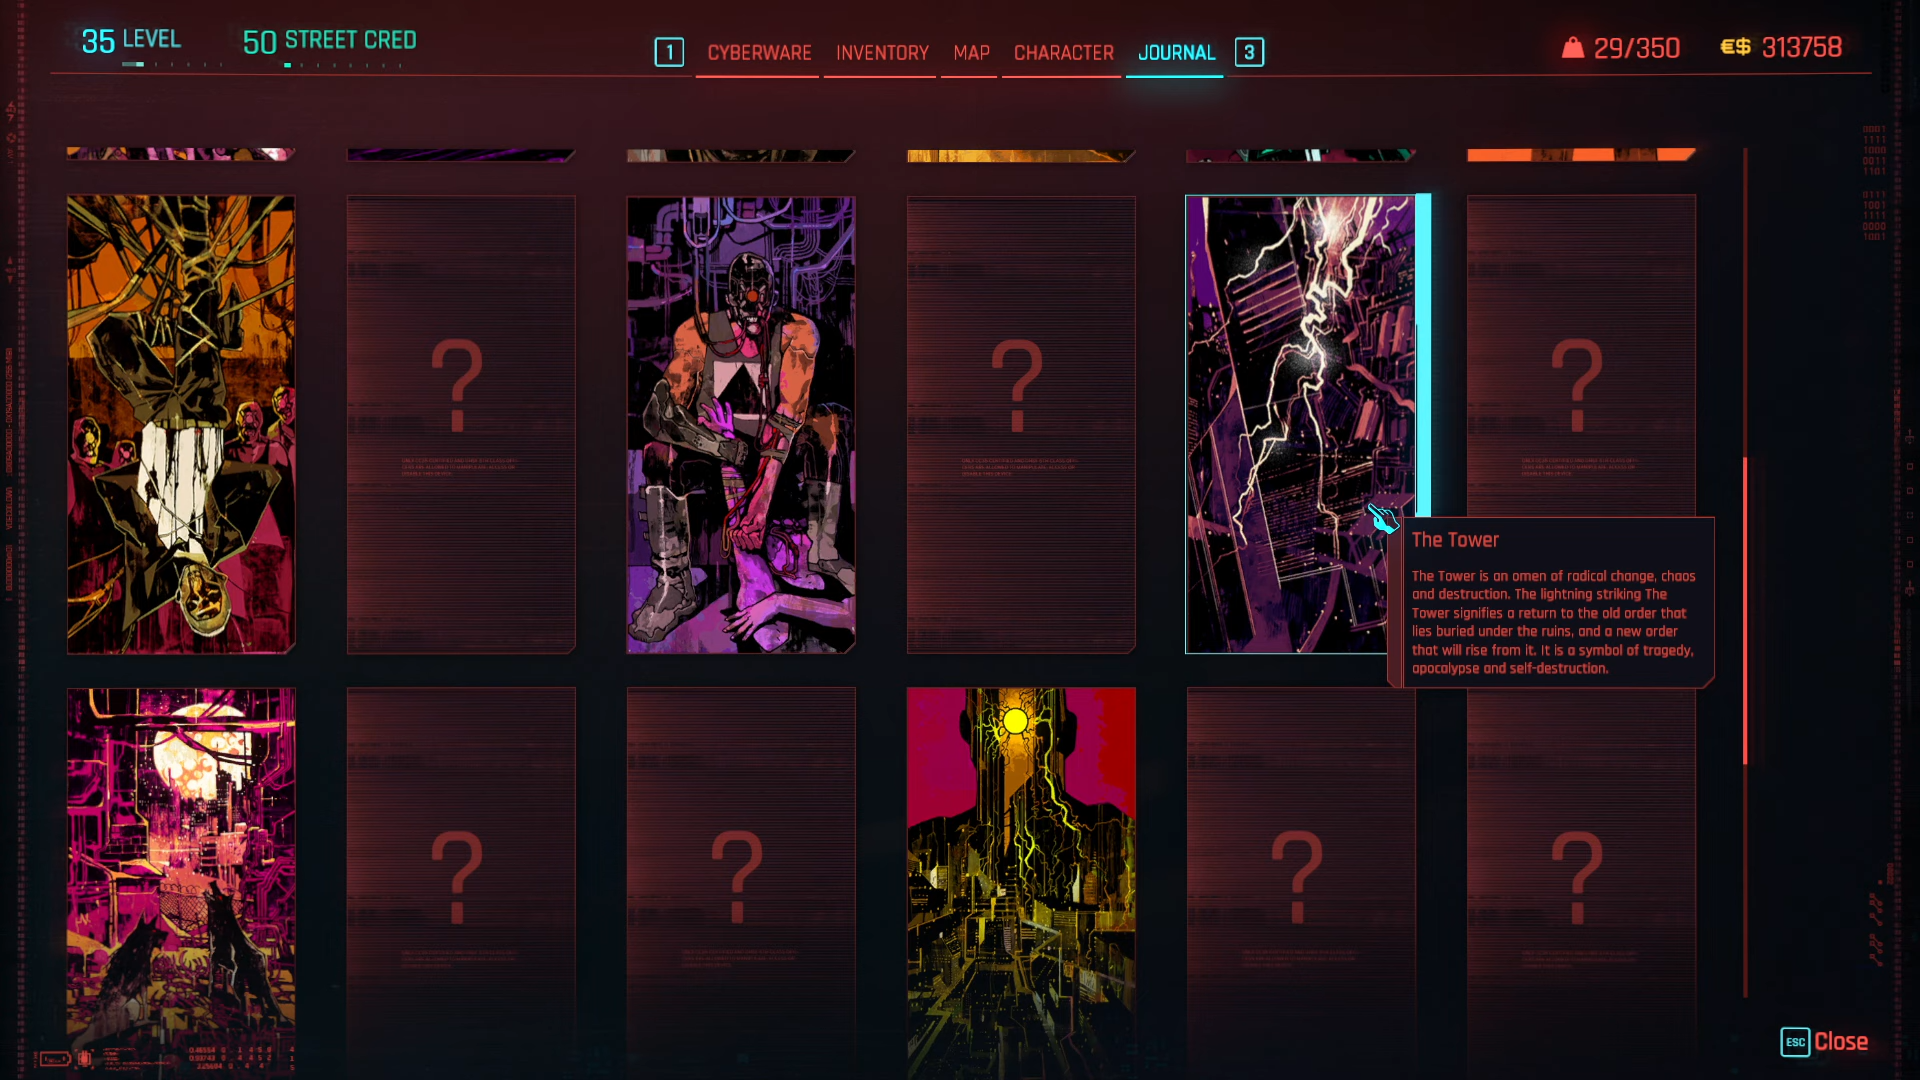 35 LEVEL
50 STREET CRED
1 CYBERWARE INVENTORY MAP CHARACTER JOURNAL 3
29/350
€$ 313758
?
?
?
The Tower
The Tower is an omen of radical change, chaos
and destruction. The lightning striking The
Tower signifies a return to the old order that
lies buried under the ruins, and a new order
that will rise from it. It is a symbol of tragedy,
apocalypse and self-destruction.
?
?
?
?
ESC Close